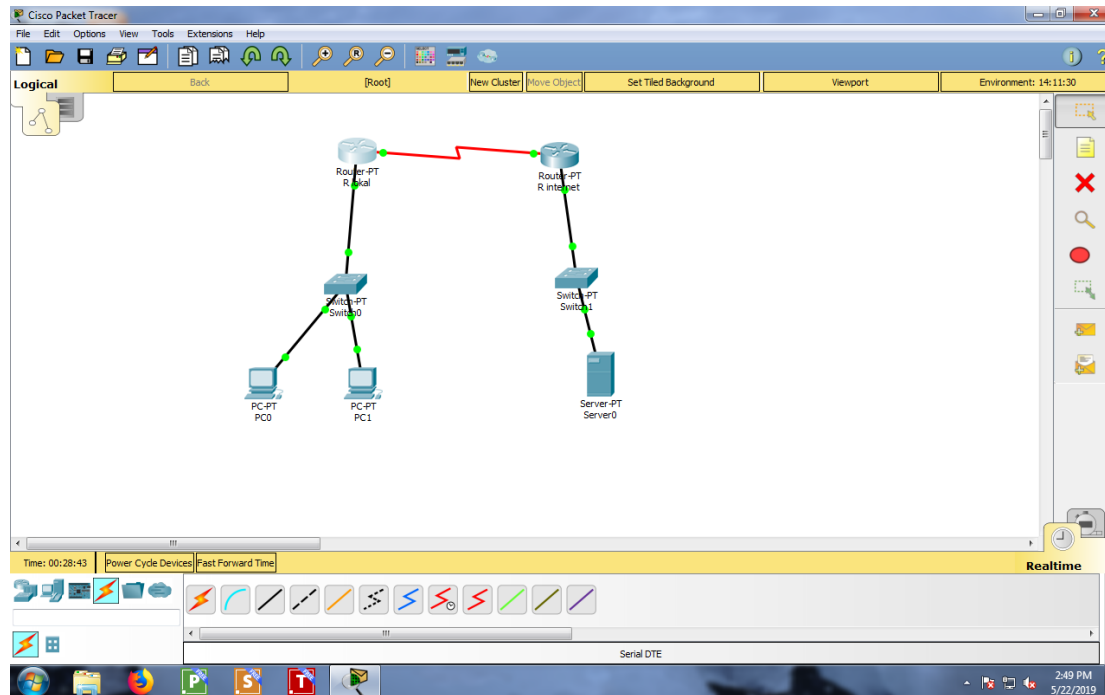 Cisco Packet Tracer
File Edit Options View Tools Extensions Help
Logical Back [Root] New Cluster Move Object Set Tiled Background Viewport Environment: 14:11:30
Router-PT
R lokal
Router-PT
R internet
Switch-PT
Switch0
Switch-PT
Switch1
PC-PT
PC0
PC-PT
PC1
Server-PT
Server0
Time: 00:28:43 Power Cycle Devices Fast Forward Time Realtime
Serial DTE
P S T
2:49 PM
5/22/2019